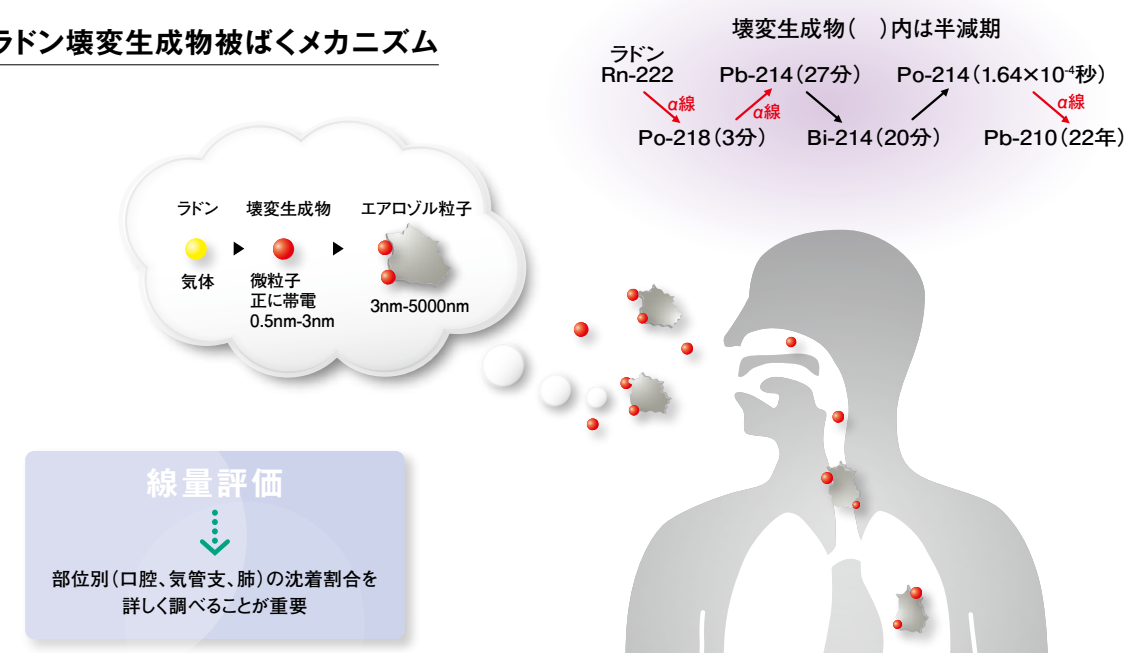 ラドン壊変生成物被ばくメカニズム
壊変生成物(　)内は半減期
ラドン
Rn-222
Pb-214(27分)
Po-214(1.64×10⁻⁴秒)
α線
α線
α線
Po-218(3分)
Bi-214(20分)
Pb-210(22年)
ラドン
壊変生成物
エアロゾル粒子
気体
微粒子
正に帯電
0.5nm-3nm
3nm-5000nm
線量評価
部位別(口腔、気管支、肺)の沈着割合を
詳しく調べることが重要